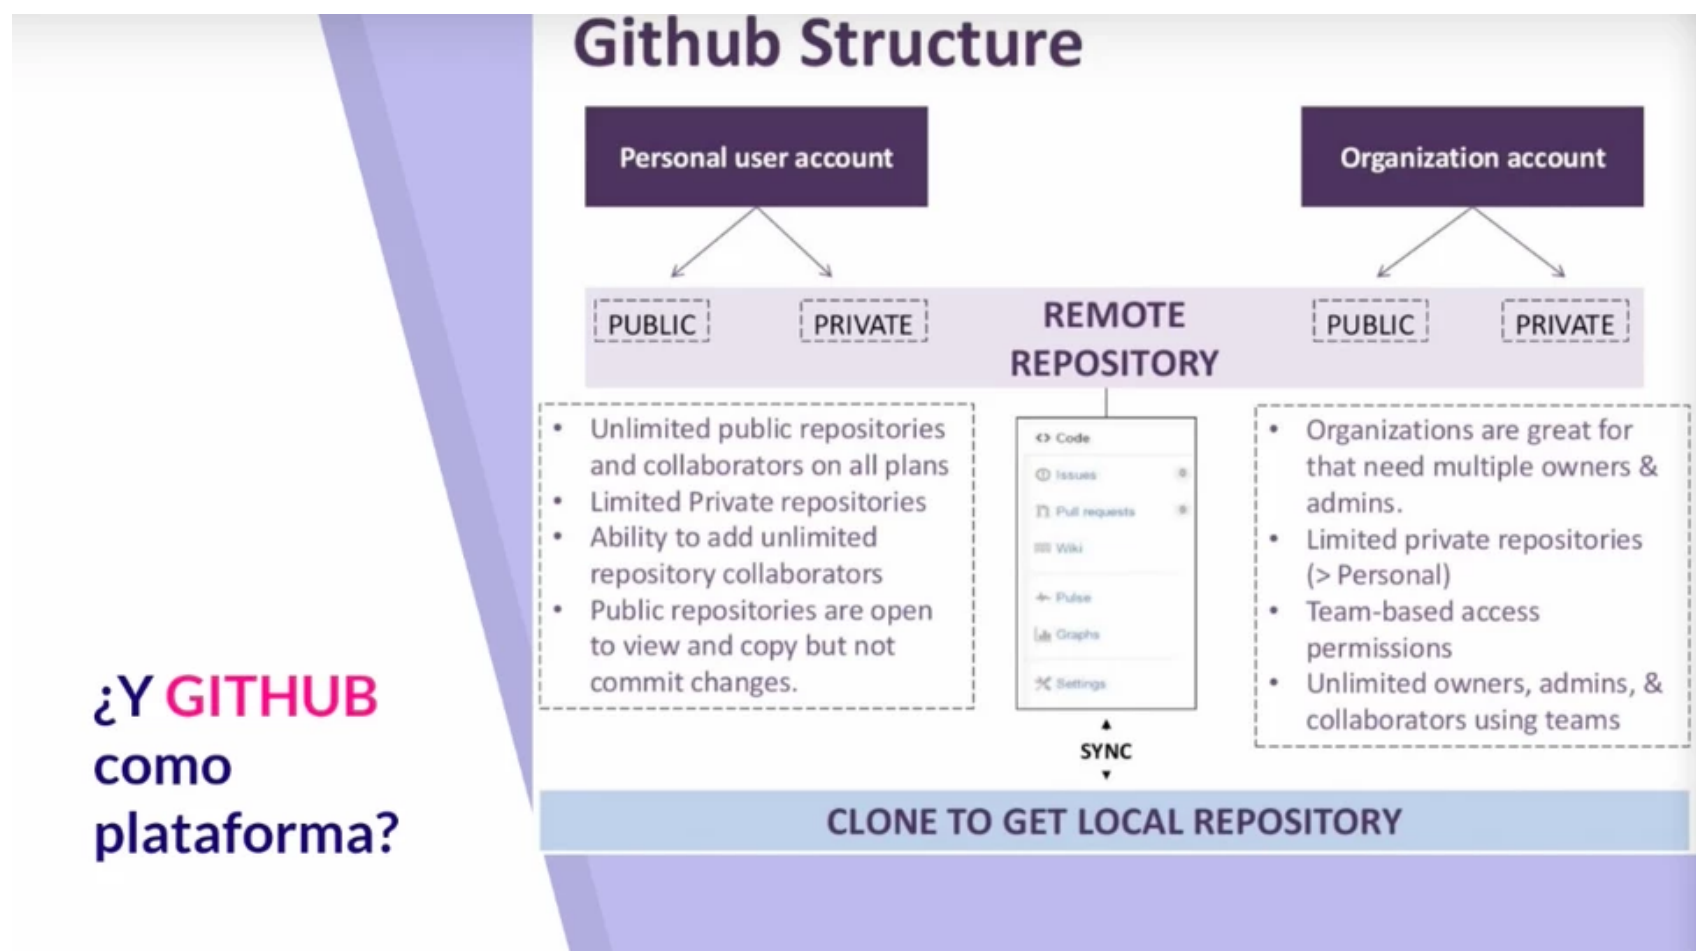 Github Structure
Personal user account
Organization account
PUBLIC
PRIVATE
REMOTE
REPOSITORY
PUBLIC
PRIVATE
• Unlimited public repositories
and collaborators on all plans
• Limited Private repositories
• Ability to add unlimited
repository collaborators
• Public repositories are open
to view and copy but not
commit changes.
<> Code
Issues 0
Pull requests 0
Wiki
Pulse
Graphs
Settings
• Organizations are great for
that need multiple owners &
admins.
• Limited private repositories
(> Personal)
• Team-based access
permissions
• Unlimited owners, admins, &
collaborators using teams
SYNC
CLONE TO GET LOCAL REPOSITORY
¿Y GITHUB
como
plataforma?